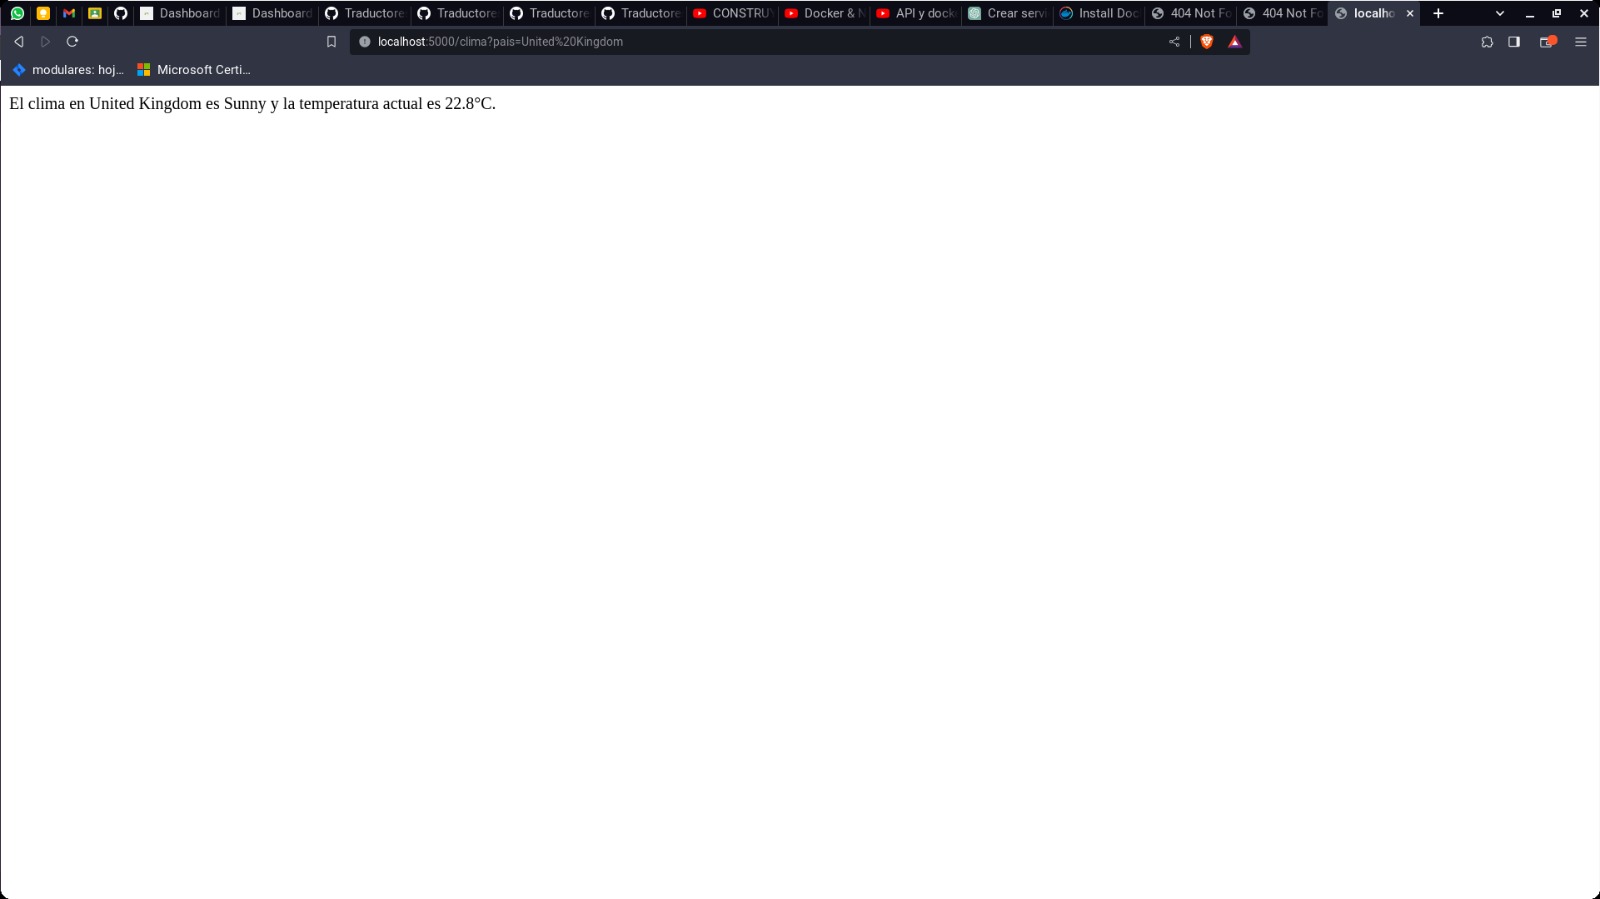 Dashboard Dashboard Traductore Traductore Traductore Traductore CONSTRU Docker & N API y dock Crear servi Install Doc 404 Not Fo 404 Not Fo localho
localhost:5000/clima?pais=United%20Kingdom
modulares: hoj... Microsoft Certi...
El clima en United Kingdom es Sunny y la temperatura actual es 22.8°C.